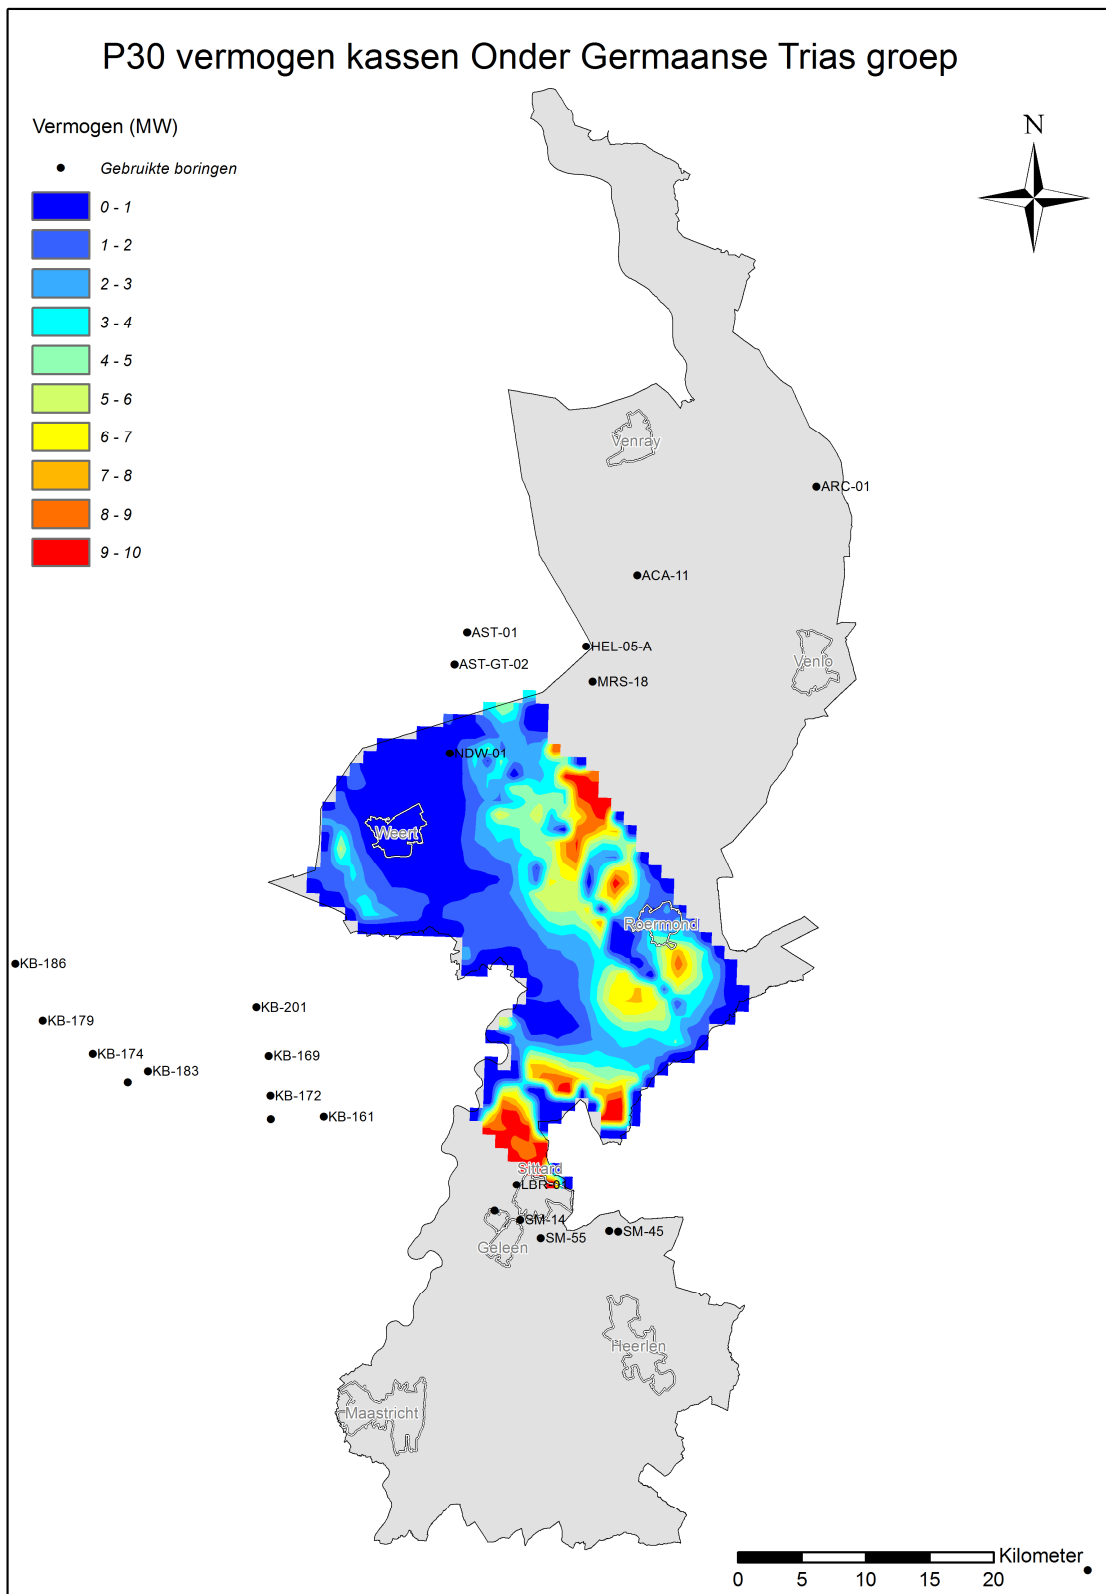 P30 vermogen kassen Onder Germaanse Trias groep
Vermogen (MW)
N
Gebruikte boringen
0 - 1
1 - 2
2 - 3
3 - 4
4 - 5
5 - 6
6 - 7
7 - 8
8 - 9
9 - 10
Venray
ARC-01
ACA-11
AST-01
HEL-05-A
AST-GT-02
Venlo
MRS-18
NDW-01
Weert
Roermond
KB-186
KB-201
KB-179
KB-174
KB-169
KB-183
KB-172
KB-161
Sittard
LBR-01
SM-14
SM-45
SM-55
Geleen
Heerlen
Maastricht
Kilometer
0 5 10 15 20